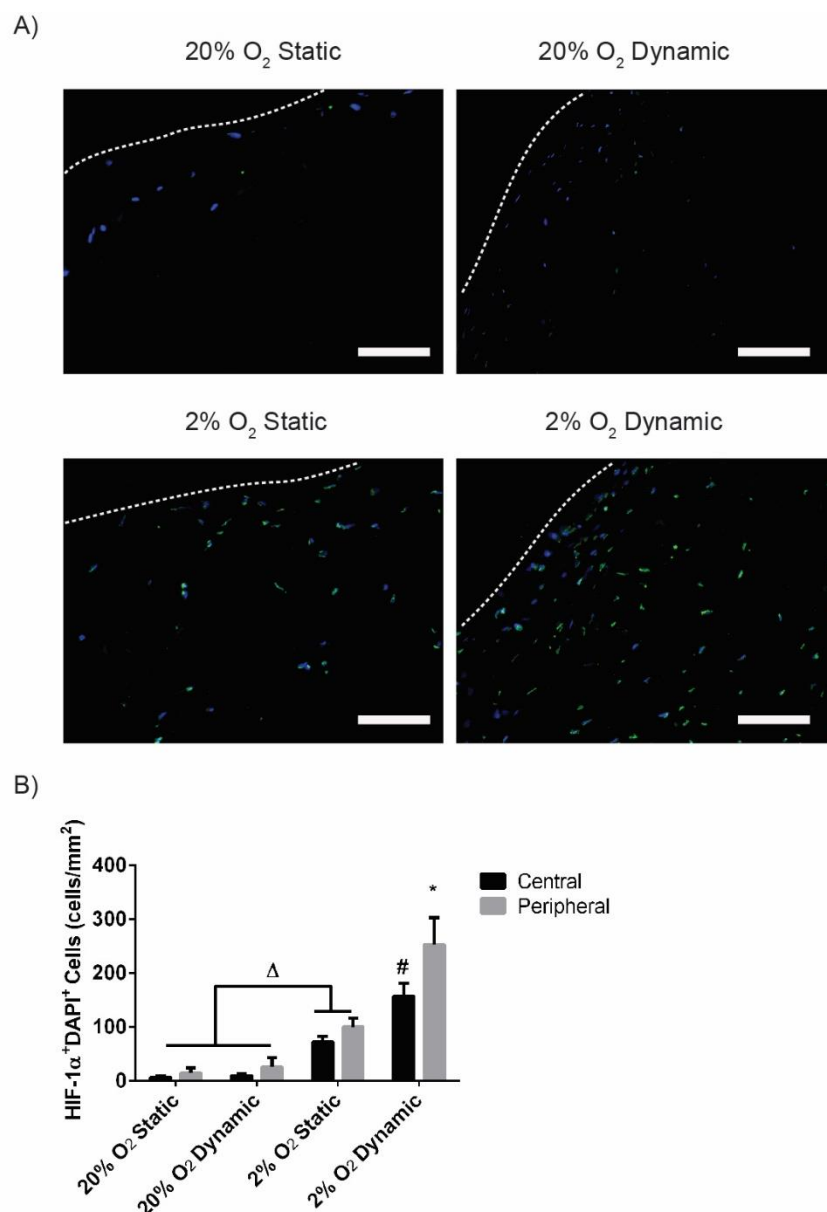 A)
20% O₂ Static
20% O₂ Dynamic
2% O₂ Static
2% O₂ Dynamic
B)
HIF-1α⁺DAPI⁺ Cells (cells/mm²)
400
300
200
100
0
Δ
#
*
Central
Peripheral
20% O₂ Static
20% O₂ Dynamic
2% O₂ Static
2% O₂ Dynamic